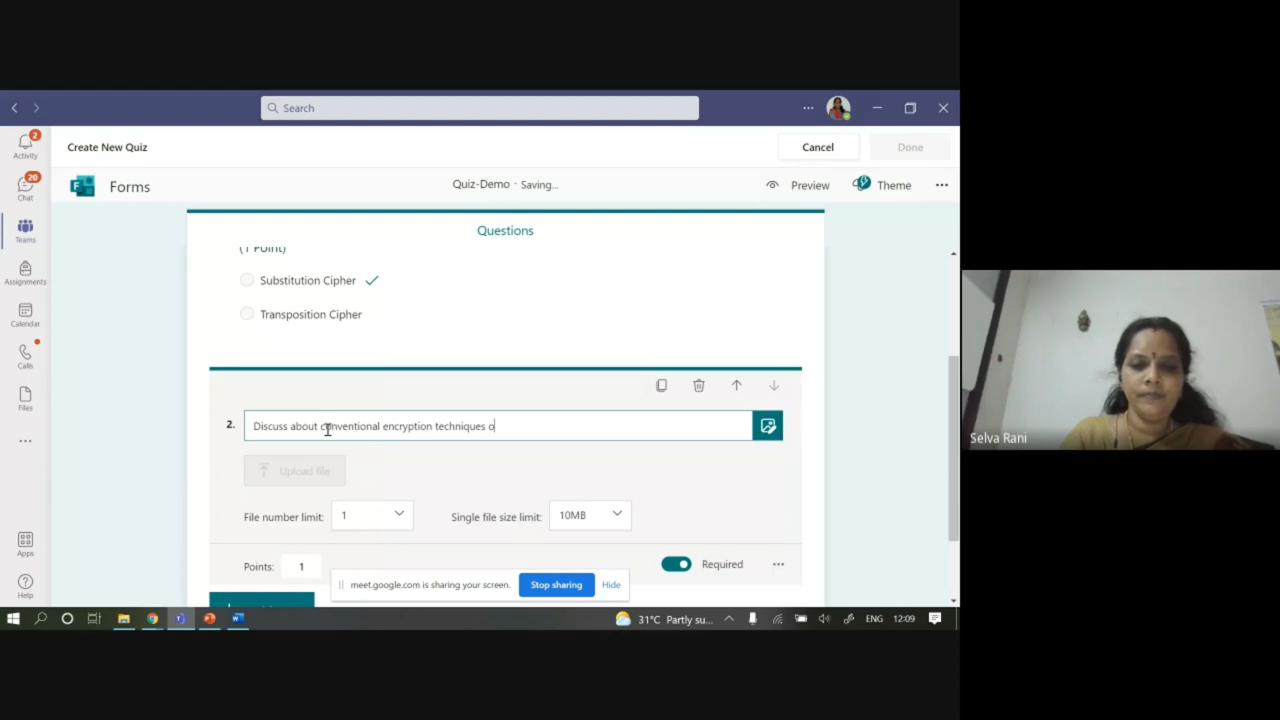 Search
Create New Quiz
Cancel
Done
2
Activity
20
Chat
Teams
Assignments
Calendar
Calls
Files
Apps
Help
F
Forms
Quiz-Demo - Saving...
Preview
Theme
Questions
(1 Point)
Substitution Cipher
Transposition Cipher
2.
Discuss about conventional encryption techniques o
Upload file
File number limit:
1
Single file size limit:
10MB
Points:
1
Required
meet.google.com is sharing your screen.
Stop sharing
Hide
31°C Partly su...
ENG
12:09
Selva Rani